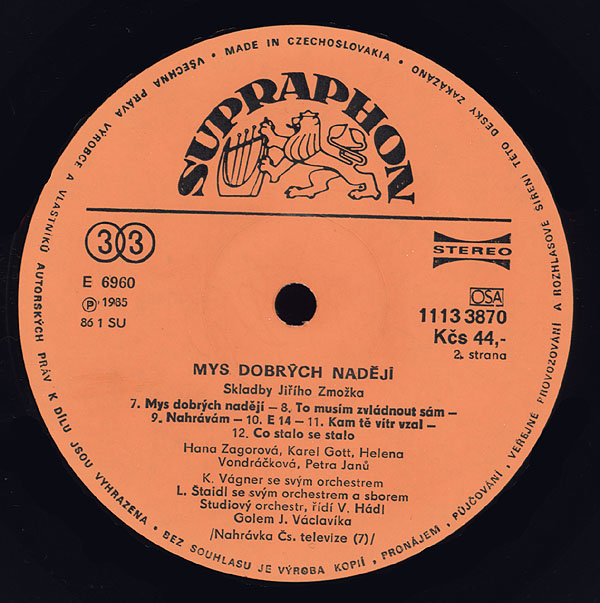 VŠECHNA PRÁVA VÝROBCE A VLASTNÍKŮ AUTORSKÝCH PRÁV K DÍLU JSOU VYHRAZENA • BEZ SOUHLASU JE VÝROBA KOPIÍ, PRONÁJEM, PŮJČOVÁNÍ, VEŘEJNÉ PROVOZOVÁNÍ A ROZHLASOVÉ ŠÍŘENÍ TÉTO DESKY ZAKÁZÁNO • MADE IN CZECHOSLOVAKIA •
SUPRAPHON
33
STEREO
E 6960
Ⓟ 1985
86 1 SU
OSA
1113 3870
Kčs 44,-
2. strana
MYS DOBRÝCH NADĚJÍ
Skladby Jiřího Zmožka
7. Mys dobrých nadějí – 8. To musím zvládnout sám –
9. Nahrávám – 10. E 14 – 11. Kam tě vítr vzal –
12. Co stalo se stalo
Hana Zagorová, Karel Gott, Helena
Vondráčková, Petra Janů
K. Vágner se svým orchestrem
L. Štaidl se svým orchestrem a sborem
Studiový orchestr, řídí V. Hádl
Golem J. Václavíka
/Nahrávka Čs. televize (7)/